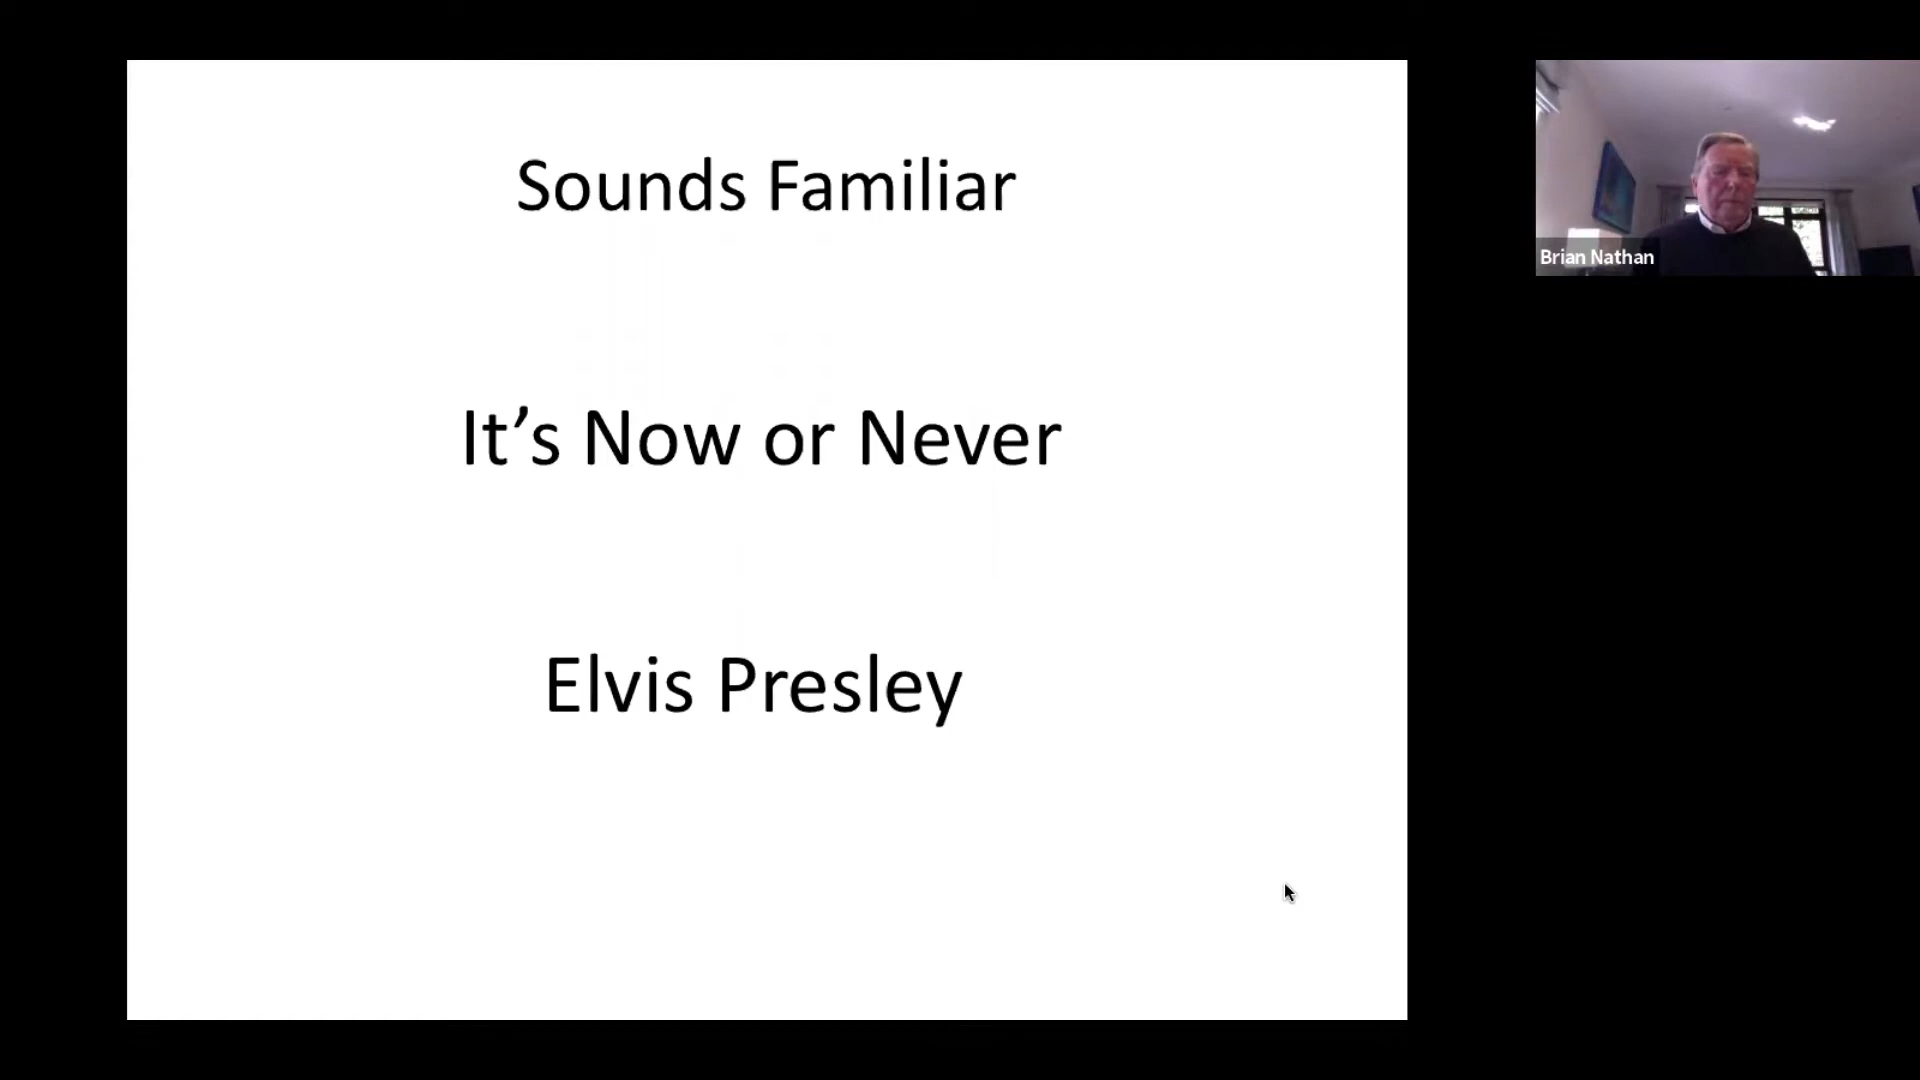 Sounds Familiar
It’s Now or Never
Elvis Presley
Brian Nathan